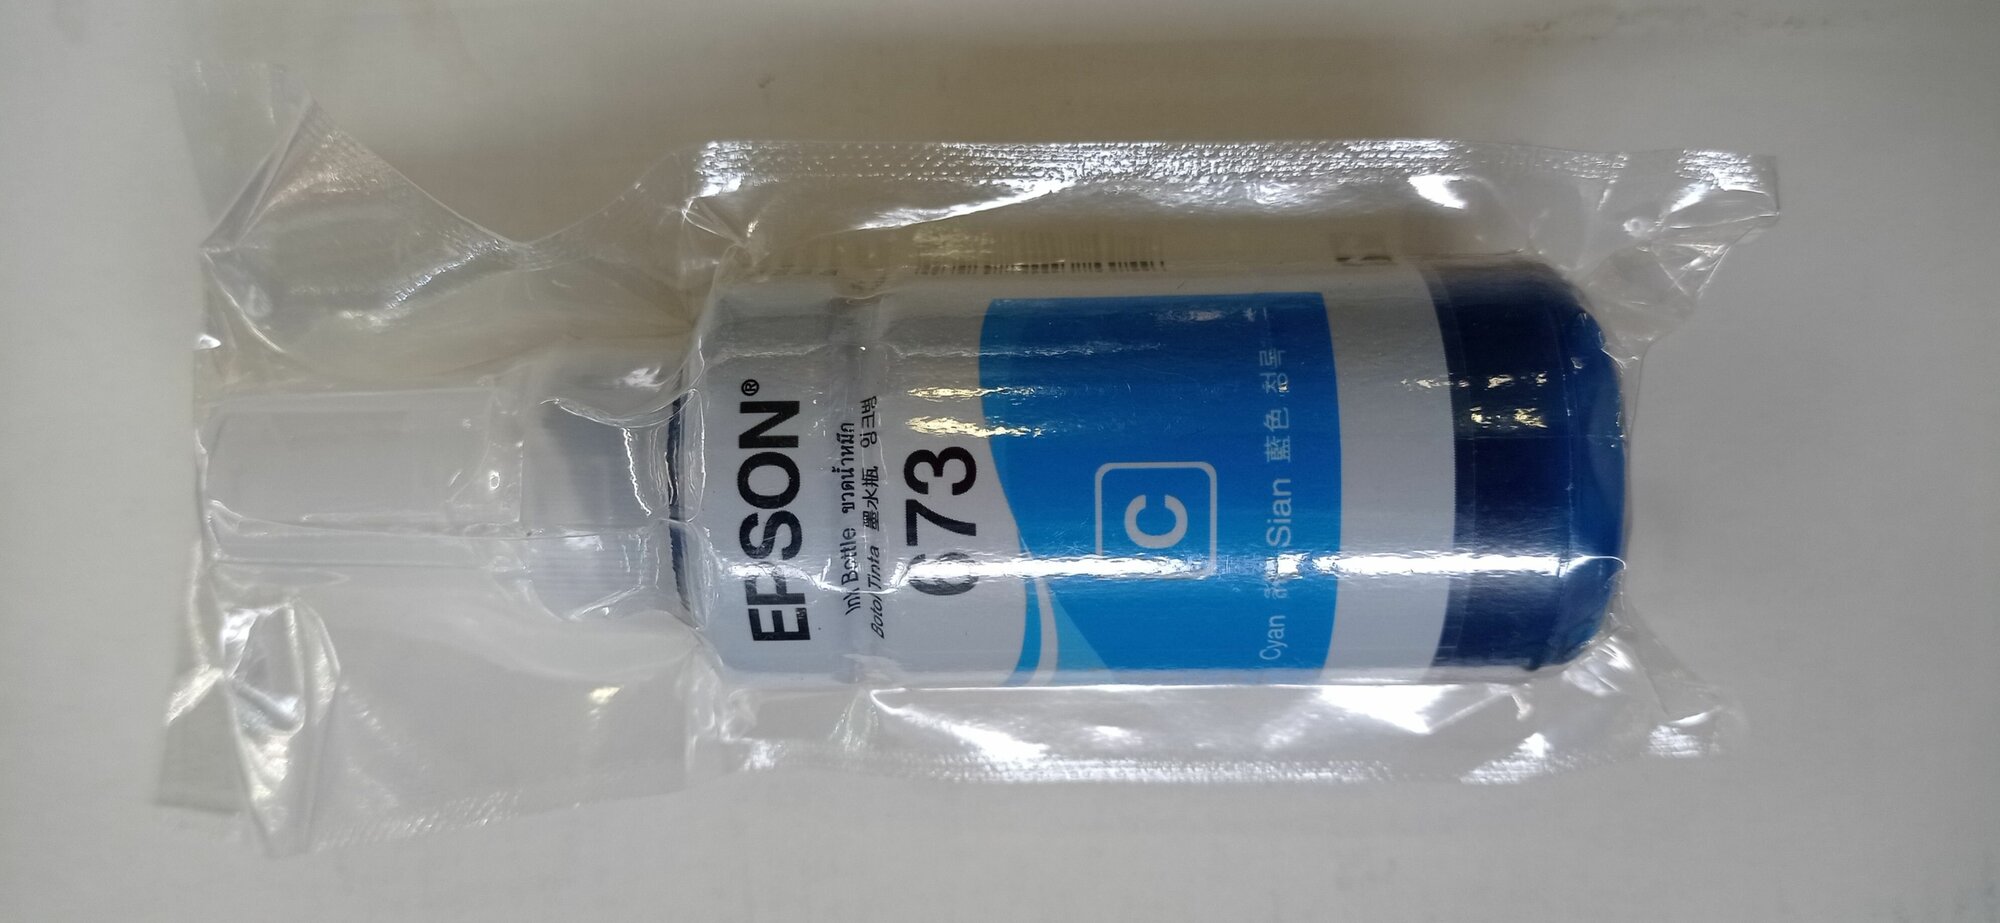 EPSON®
Ink Bottle ขวดน้ำหมึก
Botol Tinta 墨水瓶 잉크병
673
C
Cyan Sian 藍色 청록